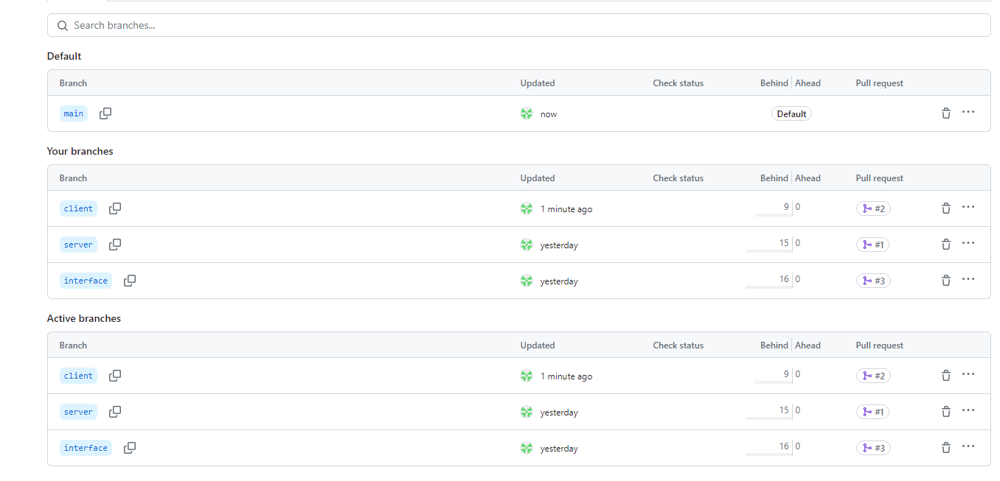 Search branches...
Default
Branch Updated Check status Behind Ahead Pull request
main now Default
Your branches
Branch Updated Check status Behind Ahead Pull request
client 1 minute ago 9 0 #2
server yesterday 15 0 #1
interface yesterday 16 0 #3
Active branches
Branch Updated Check status Behind Ahead Pull request
client 1 minute ago 9 0 #2
server yesterday 15 0 #1
interface yesterday 16 0 #3